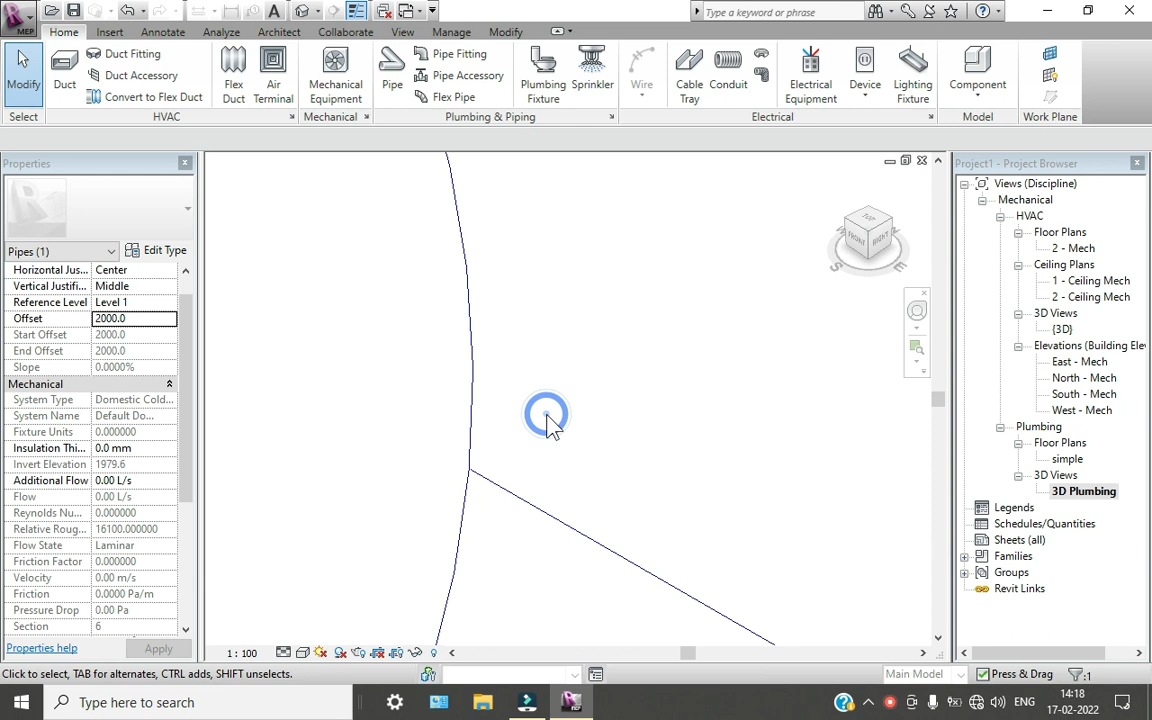 MEP
Type a keyword or phrase
Home Insert Annotate Analyze Architect Collaborate View Manage Modify
Modify
Duct
Duct Fitting
Duct Accessory
Convert to Flex Duct
Flex Duct
Air Terminal
Mechanical Equipment
Pipe
Pipe Fitting
Pipe Accessory
Flex Pipe
Plumbing Fixture
Sprinkler
Wire
Cable Tray
Conduit
Electrical Equipment
Device
Lighting Fixture
Component
Select
HVAC
Mechanical
Plumbing & Piping
Electrical
Model
Work Plane
Properties
Pipes (1)
Edit Type
Horizontal Jus... Center
Vertical Justifi... Middle
Reference Level Level 1
Offset 2000.0
Start Offset 2000.0
End Offset 2000.0
Slope 0.0000%
Mechanical
System Type Domestic Cold...
System Name Default Do...
Fixture Units 0.000000
Insulation Thi... 0.0 mm
Invert Elevation 1979.6
Additional Flow 0.00 L/s
Flow 0.00 L/s
Reynolds Nu... 0.000000
Relative Roug... 16100.000000
Flow State Laminar
Friction Factor 0.000000
Velocity 0.00 m/s
Friction 0.0000 Pa/m
Pressure Drop 0.00 Pa
Section 6
Properties help
Apply
TOP
FRONT RIGHT
S E
1 : 100
Project1 - Project Browser
Views (Discipline)
Mechanical
HVAC
Floor Plans
2 - Mech
Ceiling Plans
1 - Ceiling Mech
2 - Ceiling Mech
3D Views
{3D}
Elevations (Building Ele
East - Mech
North - Mech
South - Mech
West - Mech
Plumbing
Floor Plans
simple
3D Views
3D Plumbing
Legends
Schedules/Quantities
Sheets (all)
Families
Groups
Revit Links
Click to select, TAB for alternates, CTRL adds, SHIFT unselects.
Main Model
Press & Drag
:1
Type here to search
ENG
14:18
17-02-2022